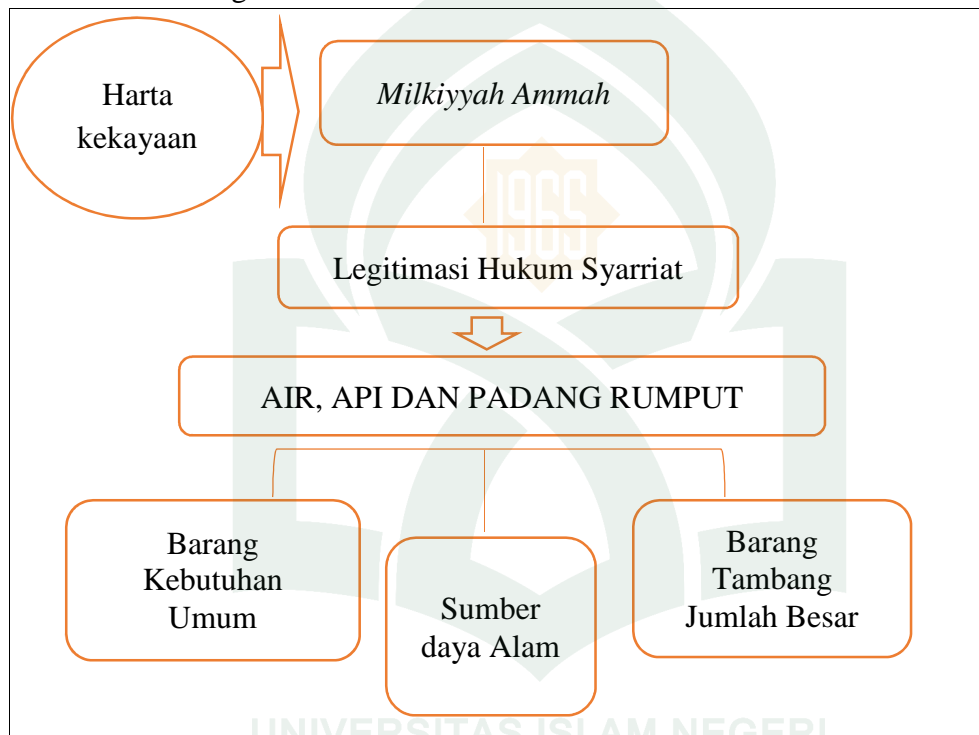 Harta
kekayaan
Milkiyyah Ammah
1965
Legitimasi Hukum Syarriat
AIR, API DAN PADANG RUMPUT
Barang
Kebutuhan
Umum
Sumber
daya Alam
Barang
Tambang
Jumlah Besar
UNIVERSITAS ISLAM NEGERI